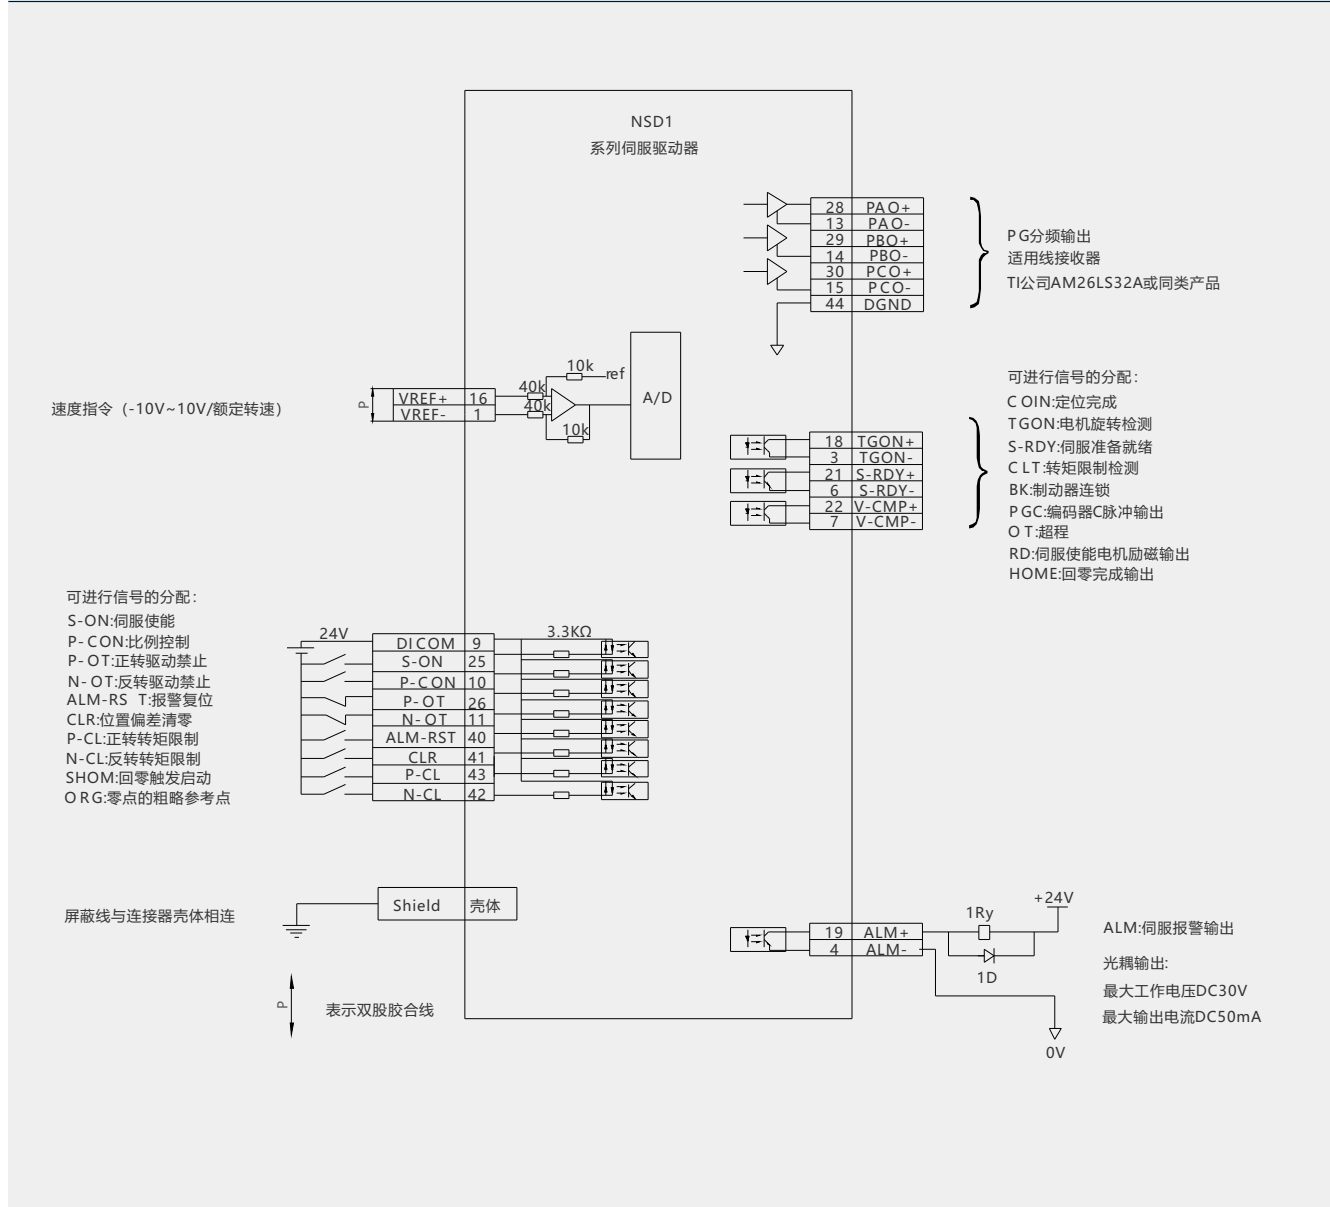 NSD1
系列伺服驱动器
28 PAO+
13 PAO-
29 PBO+
14 PBO-
30 PCO+
15 PCO-
44 DGND
PG分频输出
适用线接收器
TI公司AM26LS32A或同类产品
速度指令（-10V~10V/额定转速）
P
VREF+ 16
VREF- 1
40k
40k
10k
10k
ref
A/D
18 TGON+
3 TGON-
21 S-RDY+
6 S-RDY-
22 V-CMP+
7 V-CMP-
可进行信号的分配：
COIN:定位完成
TGON:电机旋转检测
S-RDY:伺服准备就绪
CLT:转矩限制检测
BK:制动器连锁
PGC:编码器C脉冲输出
OT:超程
RD:伺服使能电机励磁输出
HOME:回零完成输出
可进行信号的分配：
S-ON:伺服使能
P-CON:比例控制
P-OT:正转驱动禁止
N-OT:反转驱动禁止
ALM-RS T:报警复位
CLR:位置偏差清零
P-CL:正转转矩限制
N-CL:反转转矩限制
SHOM:回零触发启动
ORG:零点的粗略参考点
24V
3.3KΩ
DICOM 9
S-ON 25
P-CON 10
P-OT 26
N-OT 11
ALM-RST 40
CLR 41
P-CL 43
N-CL 42
屏蔽线与连接器壳体相连
Shield 壳体
P
表示双股胶合线
19 ALM+
4 ALM-
1Ry
+24V
1D
0V
ALM:伺服报警输出
光耦输出:
最大工作电压DC30V
最大输出电流DC50mA